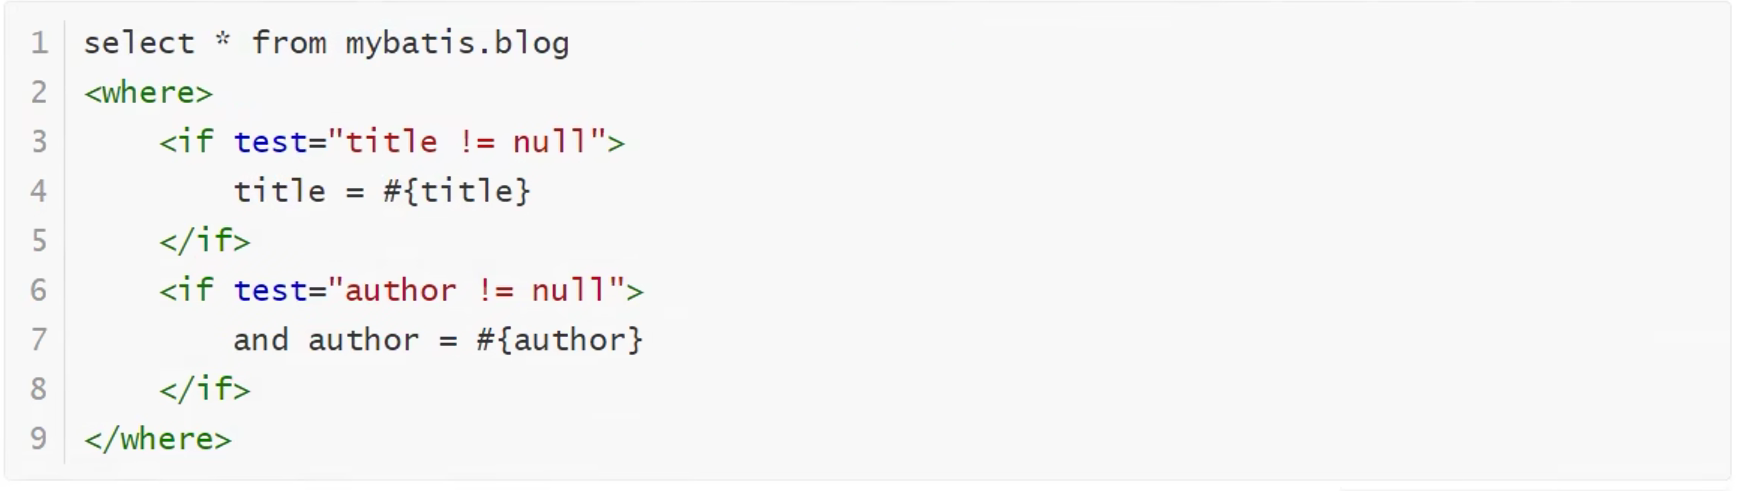 1 select * from mybatis.blog
2 <where>
3     <if test="title != null">
4         title = #{title}
5     </if>
6     <if test="author != null">
7         and author = #{author}
8     </if>
9 </where>